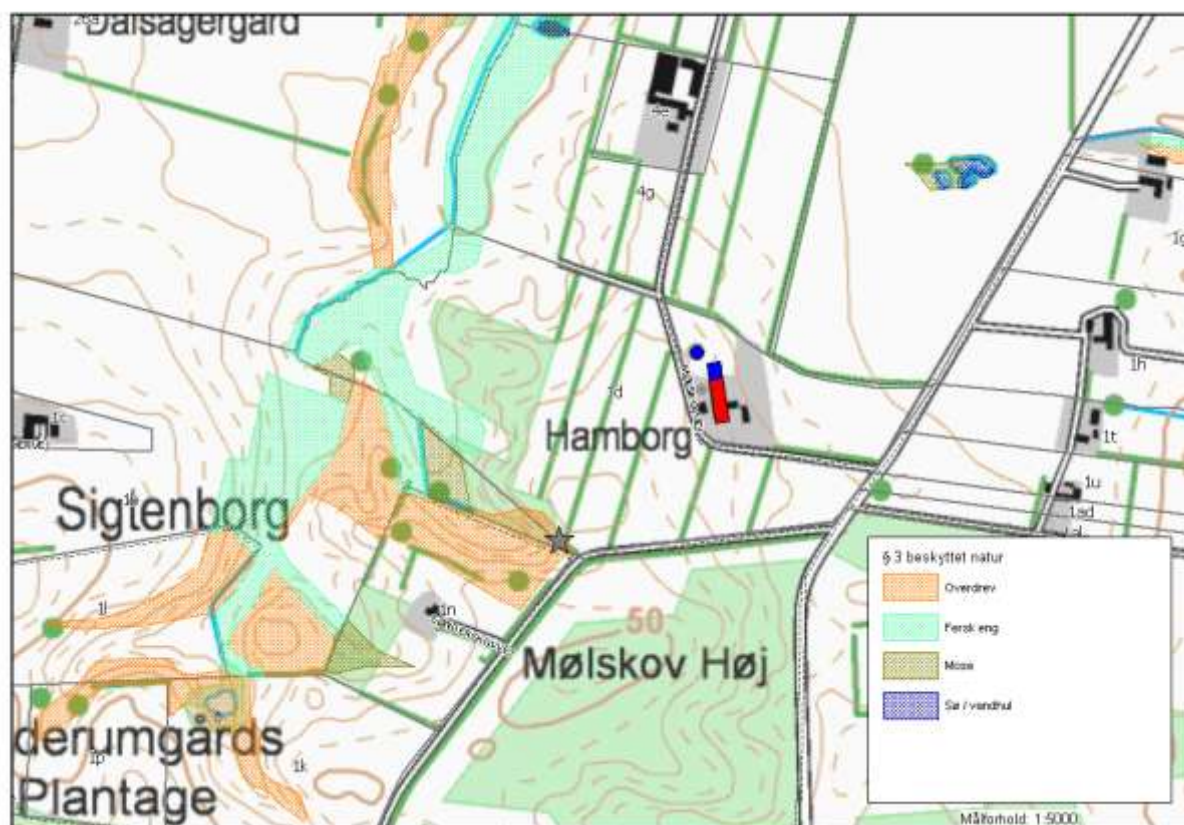 Dalsagergård
4g
1g
1h
1d
1c
Hamborg
1t
Sigtenborg
1u
1ad
§ 3 beskyttet natur
Overdrev
Fersk eng
Mose
Sø / vandhul
1l
1n
50
Mølskov Høj
derumgårds
1p
1k
Plantage
Målforhold 1:5000